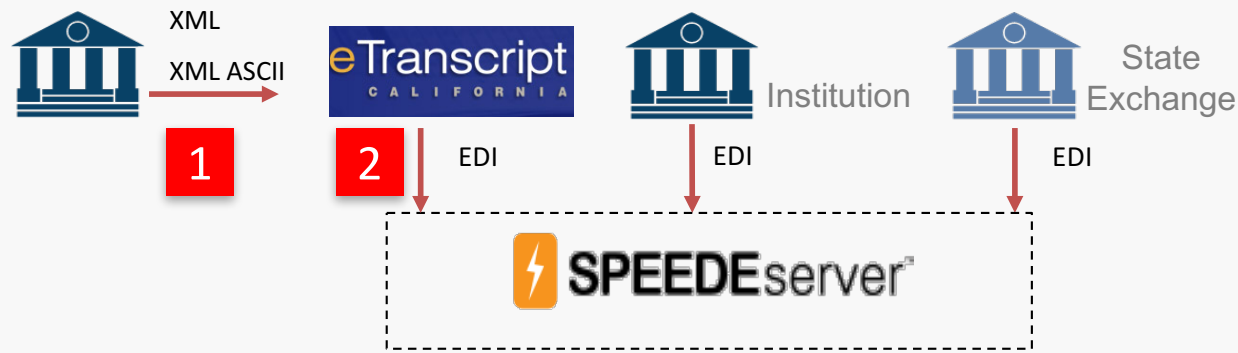 XML
XML ASCII
1
eTranscript
CALIFORNIA
2
EDI
Institution
EDI
State
Exchange
EDI
SPEEDEserver